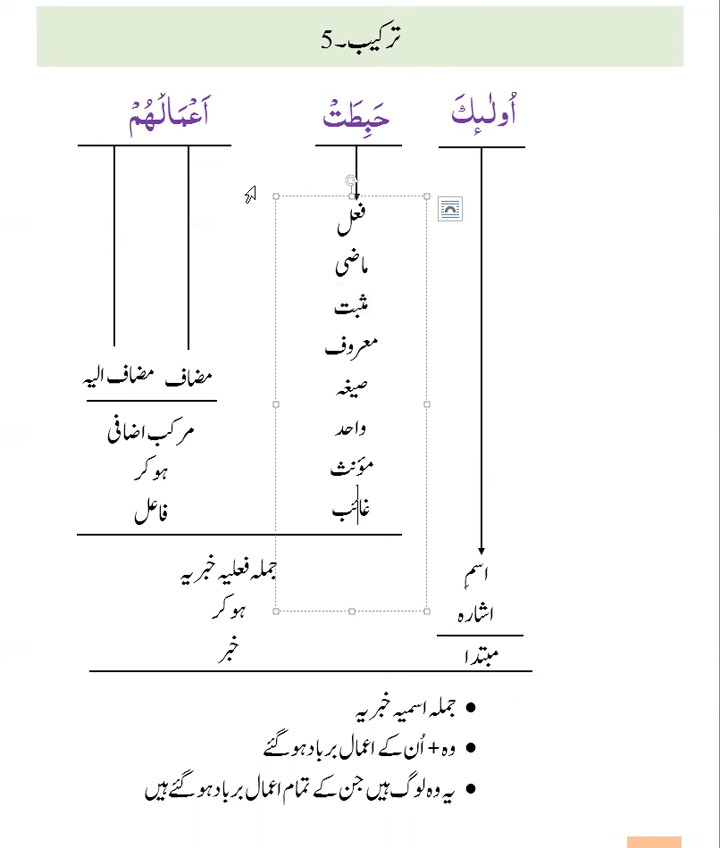 ترکیب۔5
اُولٰٓئِكَ حَبِطَتْ اَعْمَالُهُمْ
فعل
ماضی
مثبت
معروف
صیغہ
مضاف مضاف الیہ
واحد
مرکب اضافی
مؤنث
ہو کر
غائب
فاعل
اسمِ
جملہ فعلیہ خبریہ
اشارہ
ہو کر
مبتدا
خبر
جملہ اسمیہ خبریہ
وہ + اُن کے اعمال برباد ہو گئے
یہ وہ لوگ ہیں جن کے تمام اعمال برباد ہو گئے ہیں